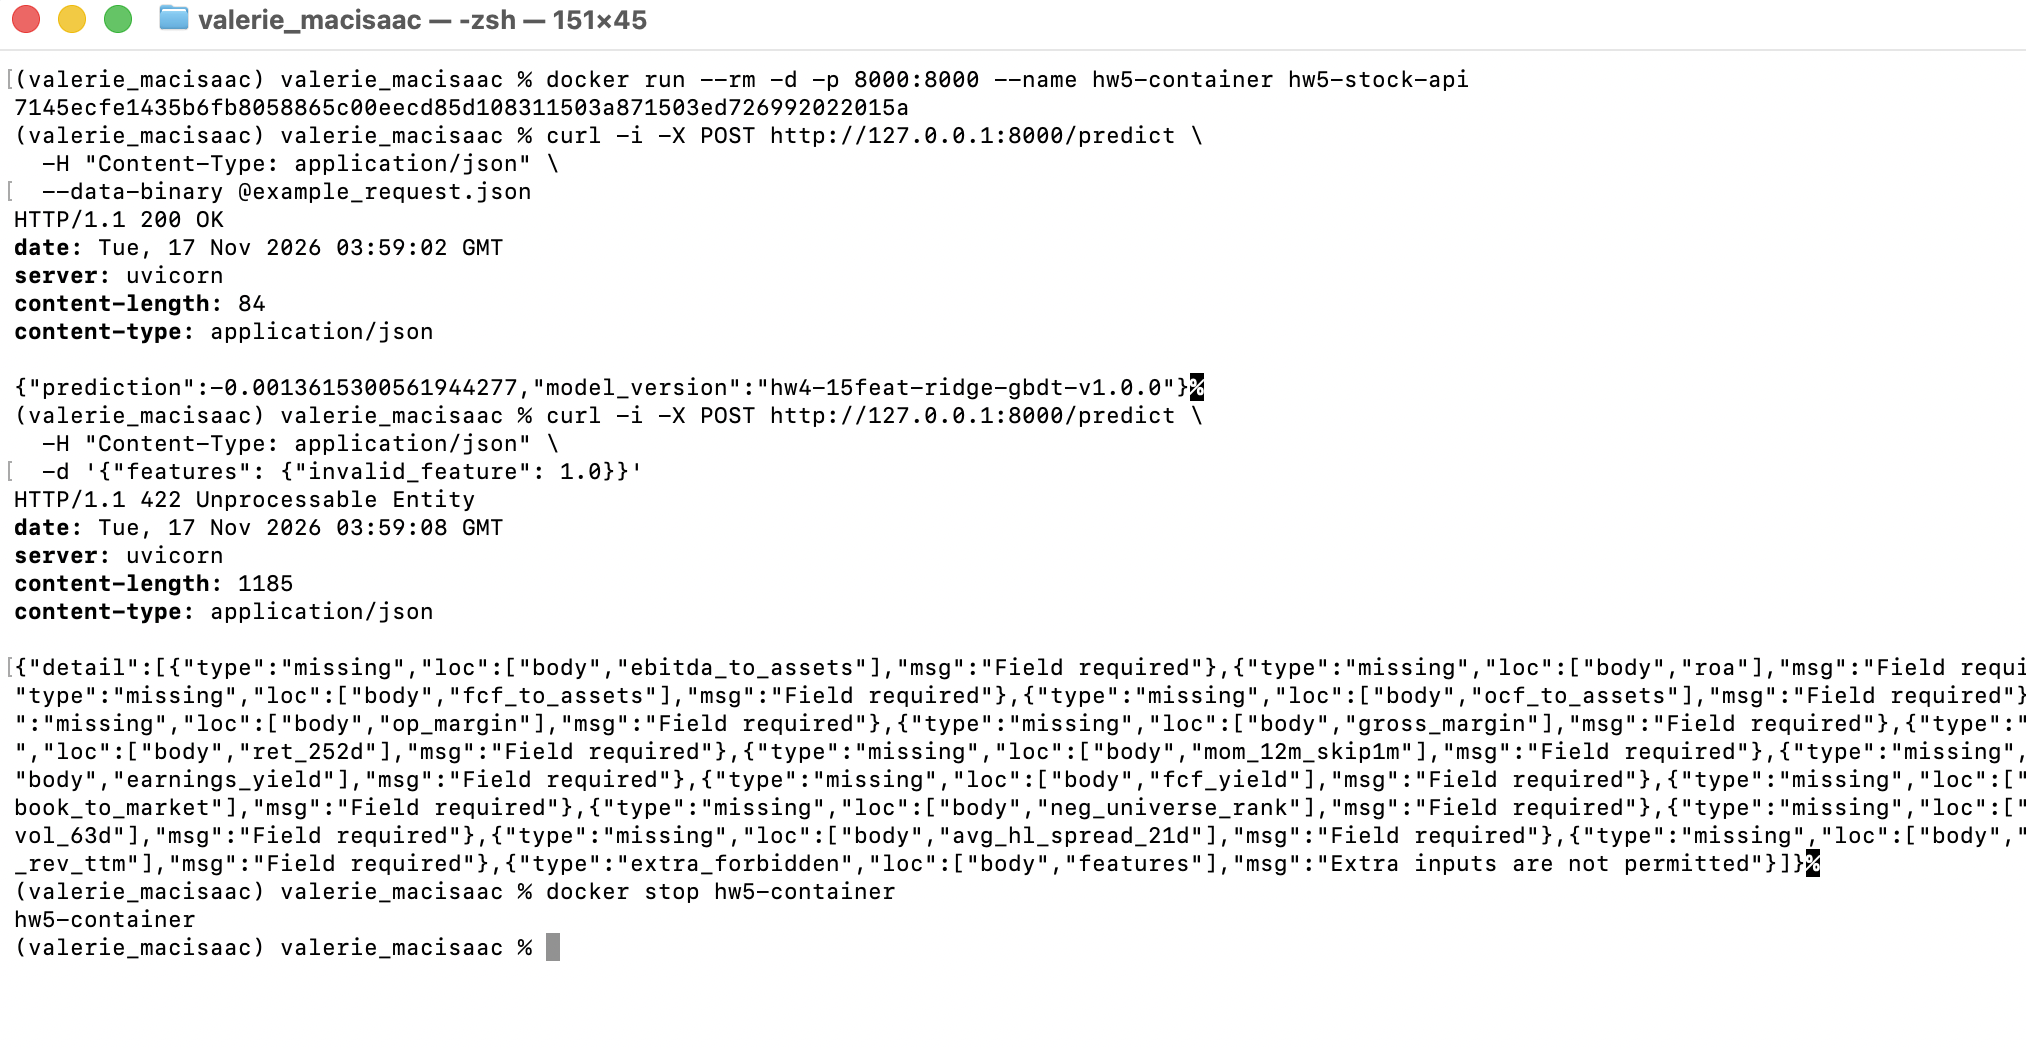 valerie_macisaac — -zsh — 151×45
[(valerie_macisaac) valerie_macisaac % docker run --rm -d -p 8000:8000 --name hw5-container hw5-stock-api
7145ecfe1435b6fb8058865c00eecd85d108311503a871503ed726992022015a
(valerie_macisaac) valerie_macisaac % curl -i -X POST http://127.0.0.1:8000/predict \
  -H "Content-Type: application/json" \
[  --data-binary @example_request.json
HTTP/1.1 200 OK
date: Tue, 17 Nov 2026 03:59:02 GMT
server: uvicorn
content-length: 84
content-type: application/json

{"prediction":-0.0013615300561944277,"model_version":"hw4-15feat-ridge-gbdt-v1.0.0"}%
(valerie_macisaac) valerie_macisaac % curl -i -X POST http://127.0.0.1:8000/predict \
  -H "Content-Type: application/json" \
[  -d '{"features": {"invalid_feature": 1.0}}'
HTTP/1.1 422 Unprocessable Entity
date: Tue, 17 Nov 2026 03:59:08 GMT
server: uvicorn
content-length: 1185
content-type: application/json

[{"detail":[{"type":"missing","loc":["body","ebitda_to_assets"],"msg":"Field required"},{"type":"missing","loc":["body","roa"],"msg":"Field requi
"type":"missing","loc":["body","fcf_to_assets"],"msg":"Field required"},{"type":"missing","loc":["body","ocf_to_assets"],"msg":"Field required"}
":"missing","loc":["body","op_margin"],"msg":"Field required"},{"type":"missing","loc":["body","gross_margin"],"msg":"Field required"},{"type":"
","loc":["body","ret_252d"],"msg":"Field required"},{"type":"missing","loc":["body","mom_12m_skip1m"],"msg":"Field required"},{"type":"missing",
"body","earnings_yield"],"msg":"Field required"},{"type":"missing","loc":["body","fcf_yield"],"msg":"Field required"},{"type":"missing","loc":["
book_to_market"],"msg":"Field required"},{"type":"missing","loc":["body","neg_universe_rank"],"msg":"Field required"},{"type":"missing","loc":["
vol_63d"],"msg":"Field required"},{"type":"missing","loc":["body","avg_hl_spread_21d"],"msg":"Field required"},{"type":"missing","loc":["body","
_rev_ttm"],"msg":"Field required"},{"type":"extra_forbidden","loc":["body","features"],"msg":"Extra inputs are not permitted"}]}%
(valerie_macisaac) valerie_macisaac % docker stop hw5-container
hw5-container
(valerie_macisaac) valerie_macisaac %